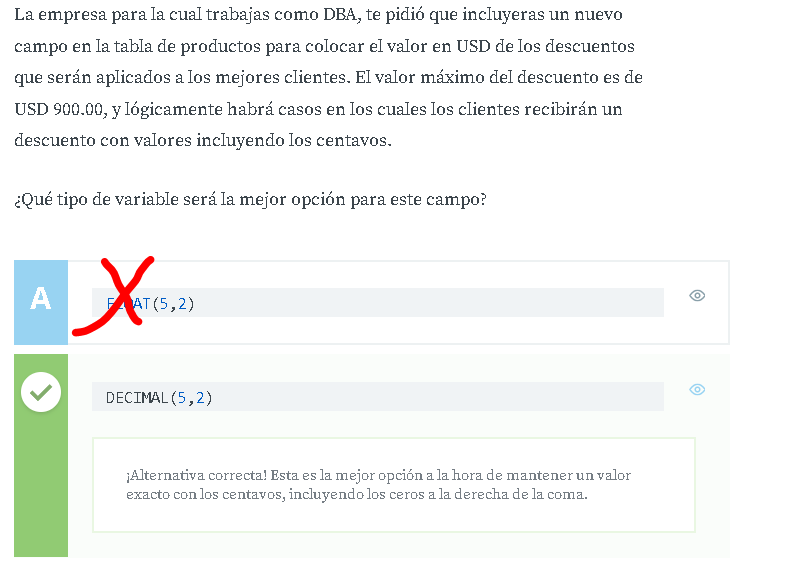 La empresa para la cual trabajas como DBA, te pidió que incluyeras un nuevo
campo en la tabla de productos para colocar el valor en USD de los descuentos
que serán aplicados a los mejores clientes. El valor máximo del descuento es de
USD 900.00, y lógicamente habrá casos en los cuales los clientes recibirán un
descuento con valores incluyendo los centavos.
¿Qué tipo de variable será la mejor opción para este campo?
A
FLOAT(5,2)
DECIMAL(5,2)
¡Alternativa correcta! Esta es la mejor opción a la hora de mantener un valor
exacto con los centavos, incluyendo los ceros a la derecha de la coma.